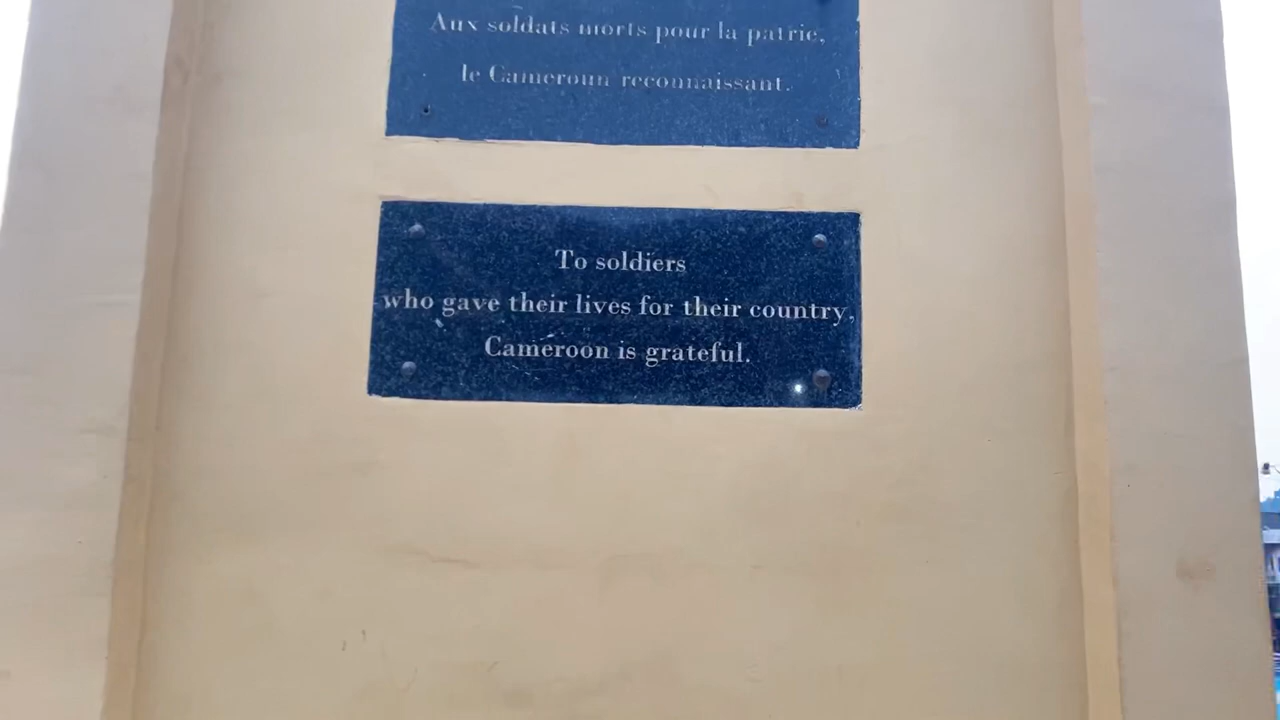 Aux soldats morts pour la patrie,
le Cameroun reconnaissant.
To soldiers
who gave their lives for their country,
Cameroon is grateful.